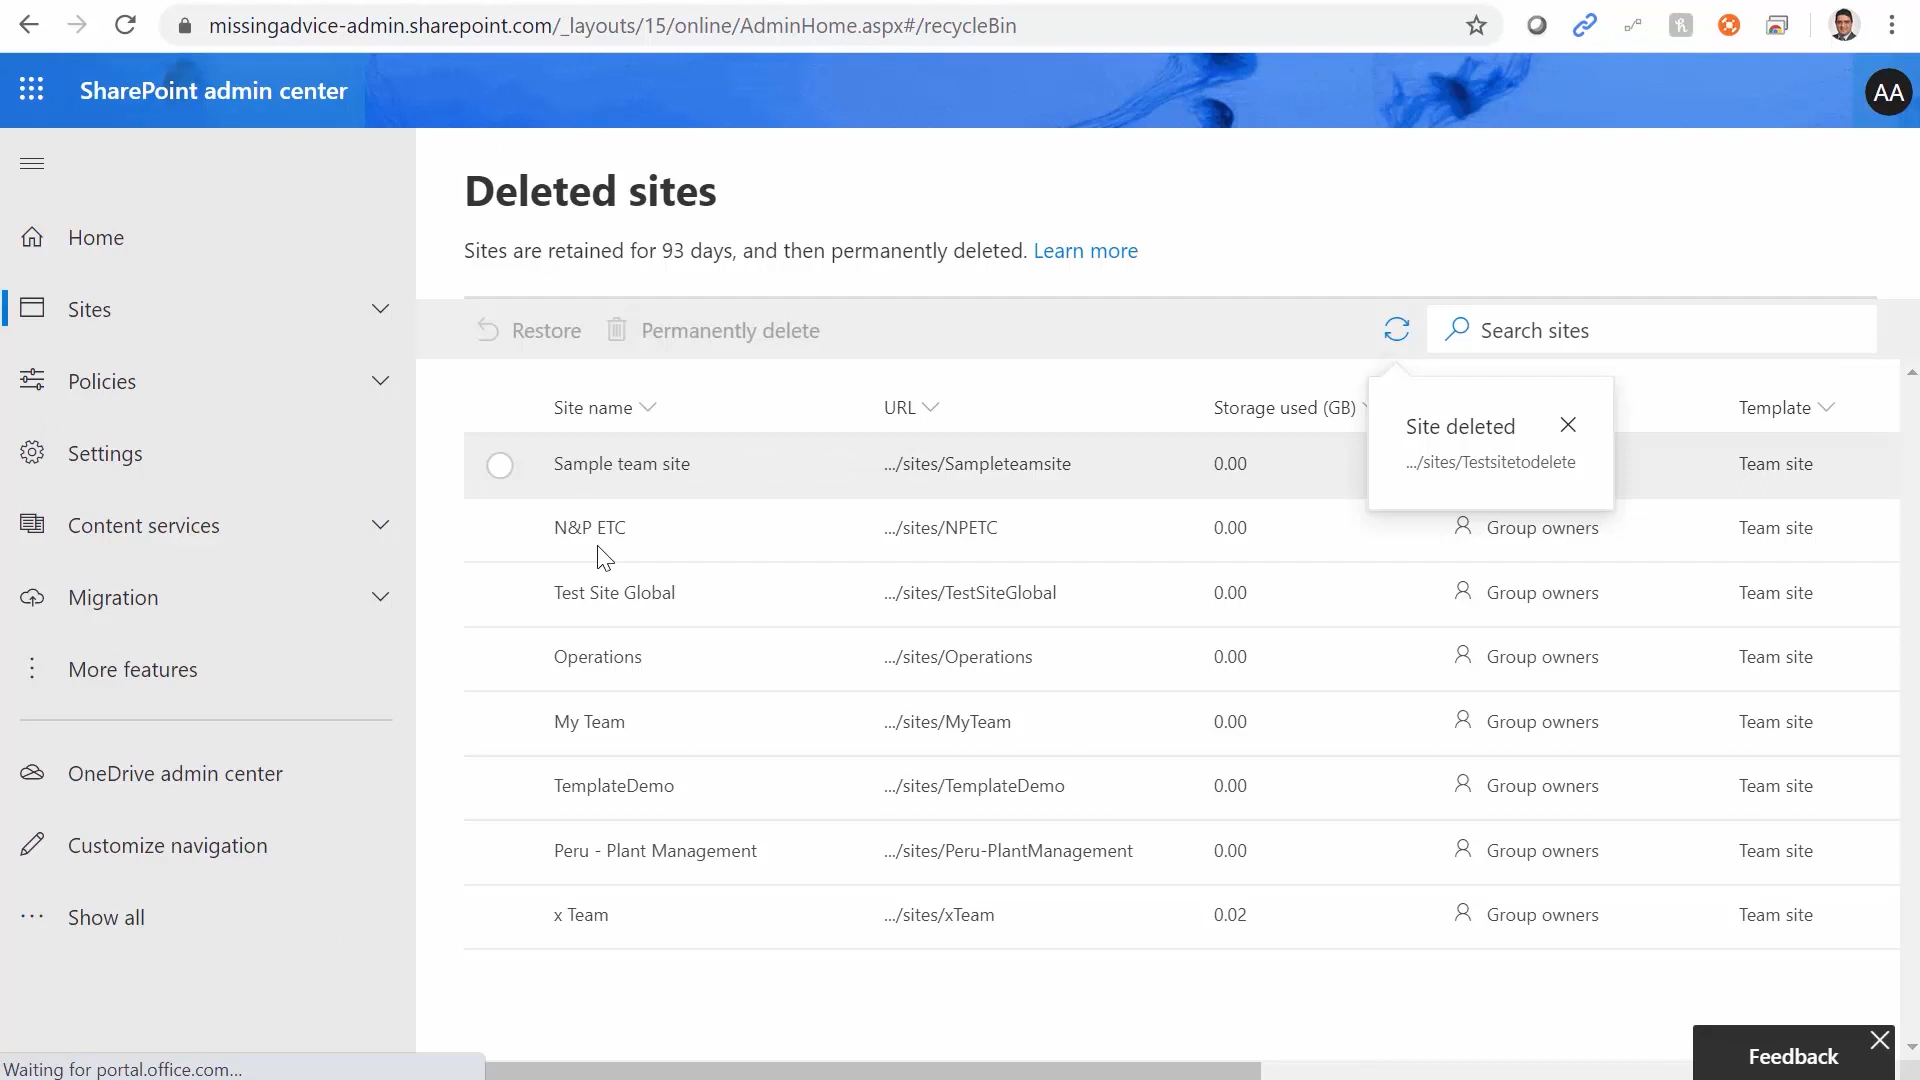 missingadvice-admin.sharepoint.com/_layouts/15/online/AdminHome.aspx#/recycleBin
SharePoint admin center
AA
Home
Sites
Policies
Settings
Content services
Migration
More features
OneDrive admin center
Customize navigation
Show all
Deleted sites
Sites are retained for 93 days, and then permanently deleted. Learn more
Restore Permanently delete Search sites
Site name URL Storage used (GB) Template
Site deleted
.../sites/Testsitetodelete
Sample team site .../sites/Sampleteamsite 0.00 Team site
N&P ETC .../sites/NPETC 0.00 Group owners Team site
Test Site Global .../sites/TestSiteGlobal 0.00 Group owners Team site
Operations .../sites/Operations 0.00 Group owners Team site
My Team .../sites/MyTeam 0.00 Group owners Team site
TemplateDemo .../sites/TemplateDemo 0.00 Group owners Team site
Peru - Plant Management .../sites/Peru-PlantManagement 0.00 Group owners Team site
x Team .../sites/xTeam 0.02 Group owners Team site
Feedback
Waiting for portal.office.com...